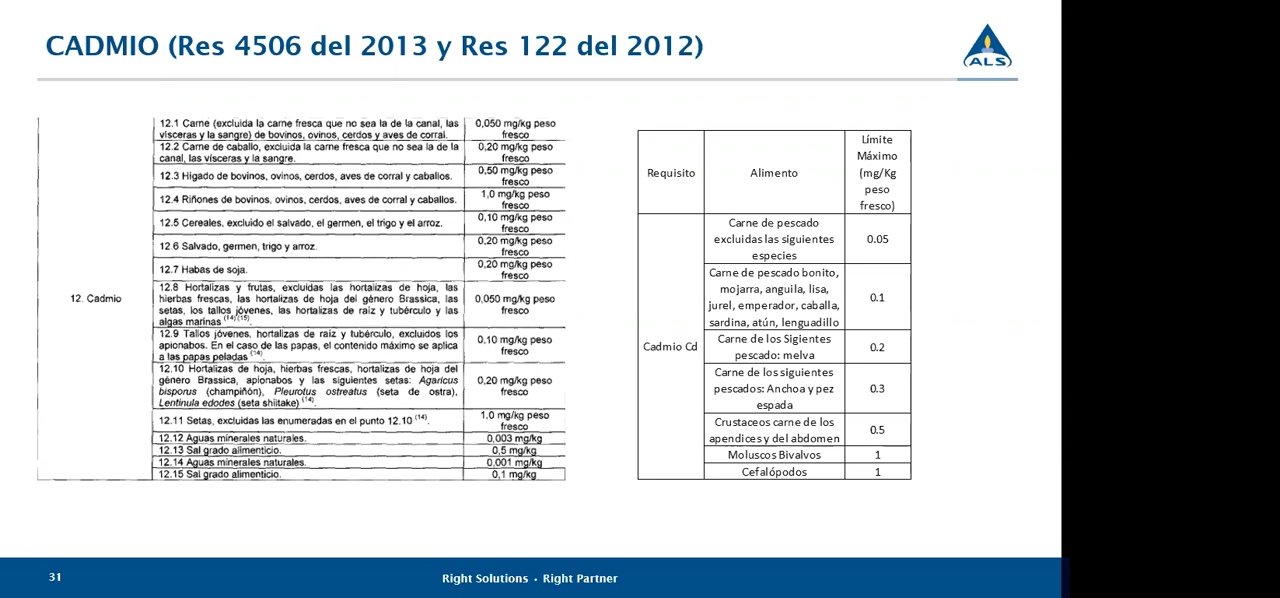 CADMIO (Res 4506 del 2013 y Res 122 del 2012)
ALS
12. Cadmio
12.1 Carne (excluida la carne fresca que no sea la de la canal, las
vísceras y la sangre) de bovinos, ovinos, cerdos y aves de corral.
0,050 mg/kg peso
fresco
12.2 Carne de caballo, excluida la carne fresca que no sea la de la
canal, las vísceras y la sangre.
0,20 mg/kg peso
fresco
12.3 Hígado de bovinos, ovinos, cerdos, aves de corral y caballos.
0,50 mg/kg peso
fresco
12.4 Riñones de bovinos, ovinos, cerdos, aves de corral y caballos.
1,0 mg/kg peso
fresco
12.5 Cereales, excluido el salvado, el germen, el trigo y el arroz.
0,10 mg/kg peso
fresco
12.6 Salvado, germen, trigo y arroz.
0,20 mg/kg peso
fresco
12.7 Habas de soja.
0,20 mg/kg peso
fresco
12.8 Hortalizas y frutas, excluidas las hortalizas de hoja, las
hierbas frescas, las hortalizas de hoja del género Brassica, las
setas, los tallos jóvenes, las hortalizas de raíz y tubérculo y las
algas marinas (14)(15).
0,050 mg/kg peso
fresco
12.9 Tallos jóvenes, hortalizas de raíz y tubérculo, excluidos los
apionabos. En el caso de las papas, el contenido máximo se aplica
a las papas peladas (14).
0,10 mg/kg peso
fresco
12.10 Hortalizas de hoja, hierbas frescas, hortalizas de hoja del
género Brassica, apionabos y las siguientes setas: Agaricus
bisporus (champiñón), Pleurotus ostreatus (seta de ostra),
Lentinula edodes (seta shiitake) (14).
0,20 mg/kg peso
fresco
12.11 Setas, excluidas las enumeradas en el punto 12.10 (14).
1,0 mg/kg peso
fresco
12.12 Aguas minerales naturales.
0,003 mg/kg
12.13 Sal grado alimenticio.
0,5 mg/kg
12.14 Aguas minerales naturales.
0,001 mg/kg
12.15 Sal grado alimenticio.
0,1 mg/kg
Requisito
Alimento
Límite
Máximo
(mg/Kg
peso
fresco)
Cadmio Cd
Carne de pescado
excluidas las siguientes
especies
0.05
Carne de pescado bonito,
mojarra, anguila, lisa,
jurel, emperador, caballa,
sardina, atún, lenguadillo
0.1
Carne de los Sigientes
pescado: melva
0.2
Carne de los siguientes
pescados: Anchoa y pez
espada
0.3
Crustaceos carne de los
apendices y del abdomen
0.5
Moluscos Bivalvos
1
Cefalópodos
1
31
Right Solutions • Right Partner